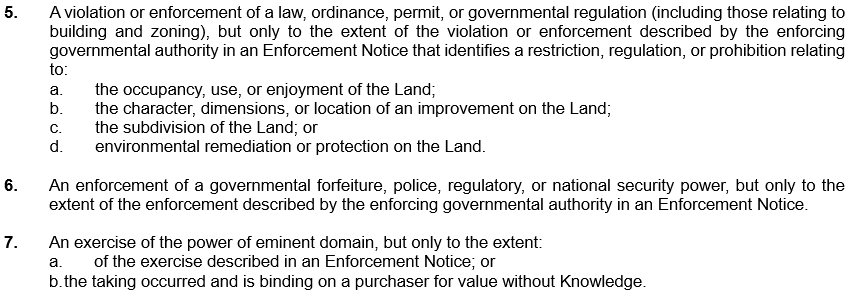 5. A violation or enforcement of a law, ordinance, permit, or governmental regulation (including those relating to
building and zoning), but only to the extent of the violation or enforcement described by the enforcing
governmental authority in an Enforcement Notice that identifies a restriction, regulation, or prohibition relating
to:
a. the occupancy, use, or enjoyment of the Land;
b. the character, dimensions, or location of an improvement on the Land;
c. the subdivision of the Land; or
d. environmental remediation or protection on the Land.
6. An enforcement of a governmental forfeiture, police, regulatory, or national security power, but only to the
extent of the enforcement described by the enforcing governmental authority in an Enforcement Notice.
7. An exercise of the power of eminent domain, but only to the extent:
a. of the exercise described in an Enforcement Notice; or
b.the taking occurred and is binding on a purchaser for value without Knowledge.